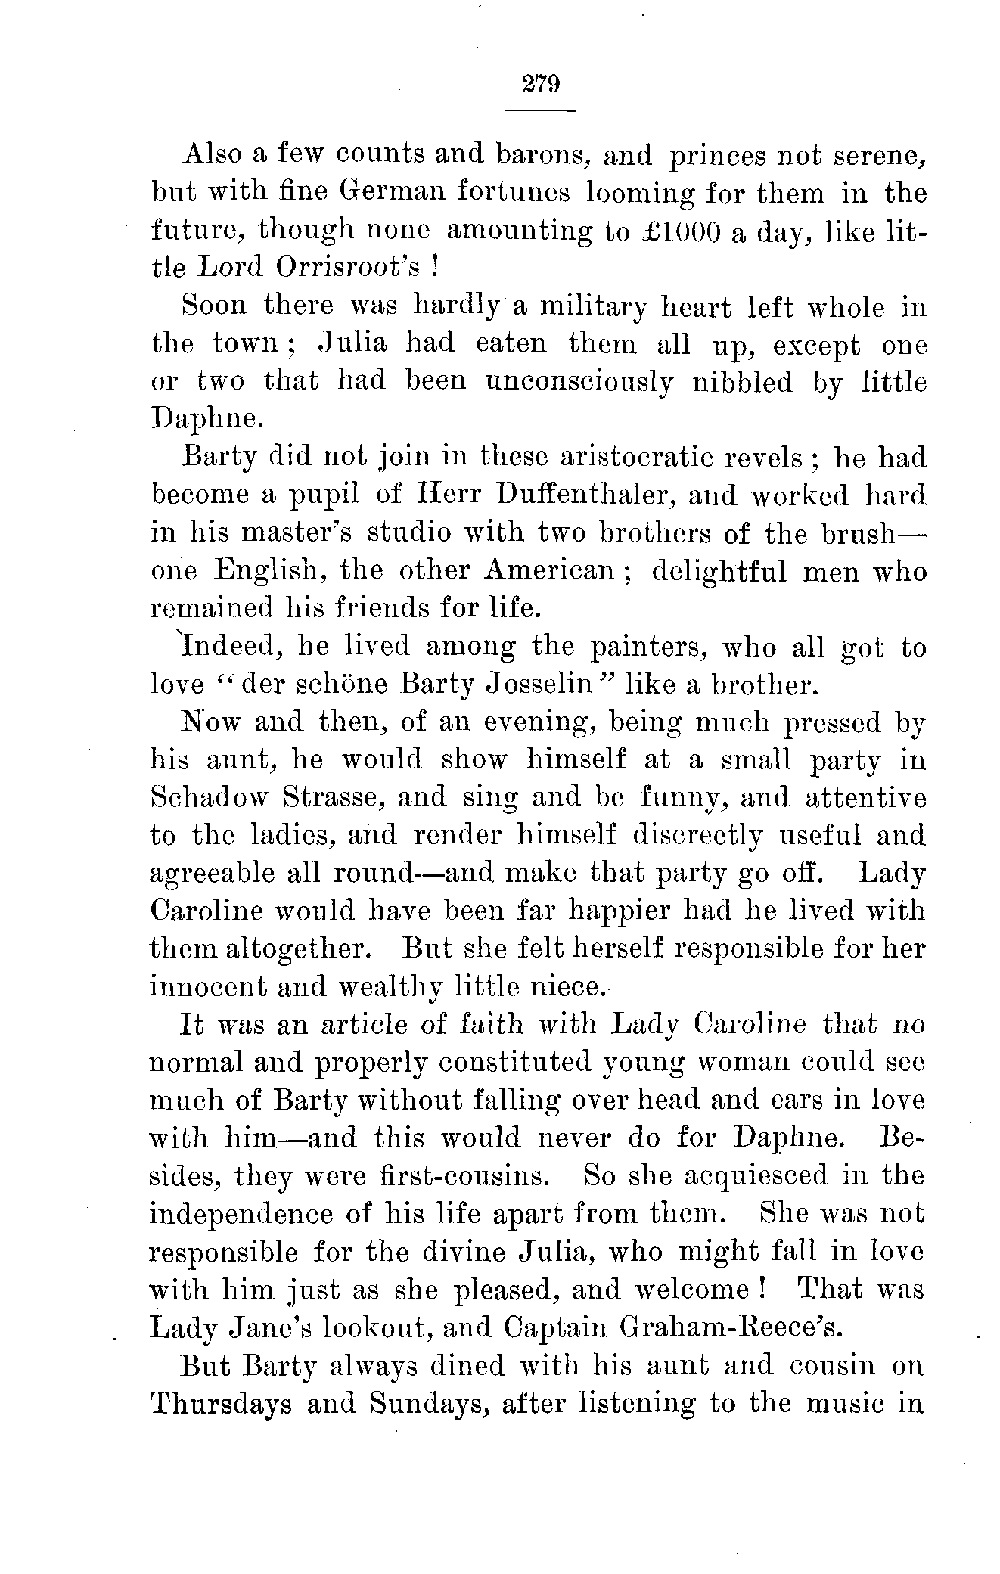 279
Also a few counts and barons, and princes not serene,
but with fine German fortunes looming for them in the
future, though none amounting to £1000 a day, like lit-
tle Lord Orrisroot's !
Soon there was hardly a military heart left whole in
the town ; Julia had eaten them all up, except one
or two that had been unconsciously nibbled by little
Daphne.
Barty did not join in these aristocratic revels ; he had
become a pupil of Herr Duffenthaler, and worked hard
in his master's studio with two brothers of the brush—
one English, the other American ; delightful men who
remained his friends for life.
Indeed, he lived among the painters, who all got to
love “ der schöne Barty Josselin ” like a brother.
Now and then, of an evening, being much pressed by
his aunt, he would show himself at a small party in
Schadow Strasse, and sing and be funny, and attentive
to the ladies, and render himself discreetly useful and
agreeable all round—and make that party go off. Lady
Caroline would have been far happier had he lived with
them altogether. But she felt herself responsible for her
innocent and wealthy little niece.
It was an article of faith with Lady Caroline that no
normal and properly constituted young woman could see
much of Barty without falling over head and ears in love
with him—and this would never do for Daphne. Be-
sides, they were first-cousins. So she acquiesced in the
independence of his life apart from them. She was not
responsible for the divine Julia, who might fall in love
with him just as she pleased, and welcome ! That was
Lady Jane's lookout, and Captain Graham-Reece's.
But Barty always dined with his aunt and cousin on
Thursdays and Sundays, after listening to the music in